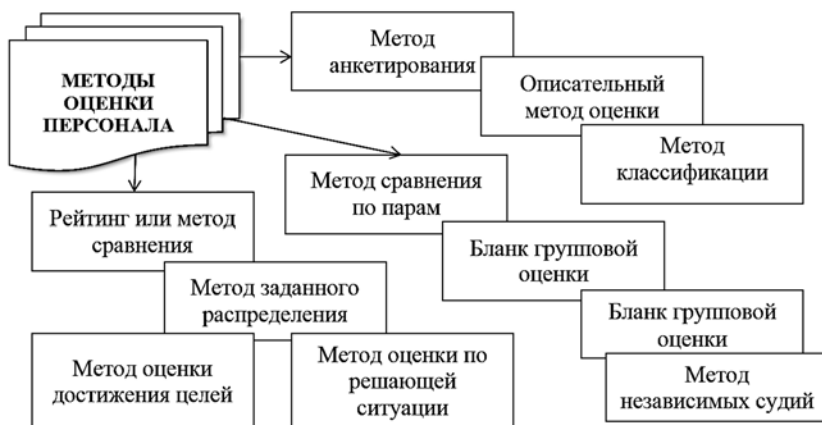 МЕТОДЫ
ОЦЕНКИ
ПЕРСОНАЛА
Метод
анкетирования
Описательный
метод оценки
Метод
классификации
Метод сравнения
по парам
Рейтинг или метод
сравнения
Бланк групповой
оценки
Метод заданного
распределения
Бланк групповой
оценки
Метод оценки
достижения целей
Метод оценки по
решающей
ситуации
Метод
независимых судий